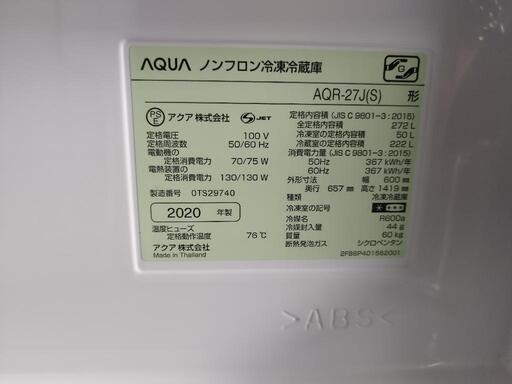 AQUA ノンフロン冷凍冷蔵庫
G
AQR-27J(S) 形
PSE アクア株式会社 S JET
定格電圧 100 V
定格周波数 50/60 Hz
電動機の
定格消費電力 70/75 W
電熱装置の
定格消費電力 130/130 W
製造番号 0TS29740
2020 年製
温度ヒューズ
定格動作温度 76℃
アクア株式会社
Made in Thailand
定格内容積 (JIS C 9801-3:2015)
全定格内容積 272 L
冷凍室の定格内容積 50 L
冷蔵室の定格内容積 222 L
消費電力量 (JIS C 9801-3:2015)
50Hz 367 kWh/年
60Hz 367 kWh/年
外形寸法 幅 600 mm
奥行 657 mm 高さ 1419 mm
種類 冷凍冷蔵庫
冷凍室の記号
冷媒名 R600a
冷媒封入量 44 g
質量 60 kg
断熱発泡ガス シクロペンタン
2FB8P401562001
>ABS<